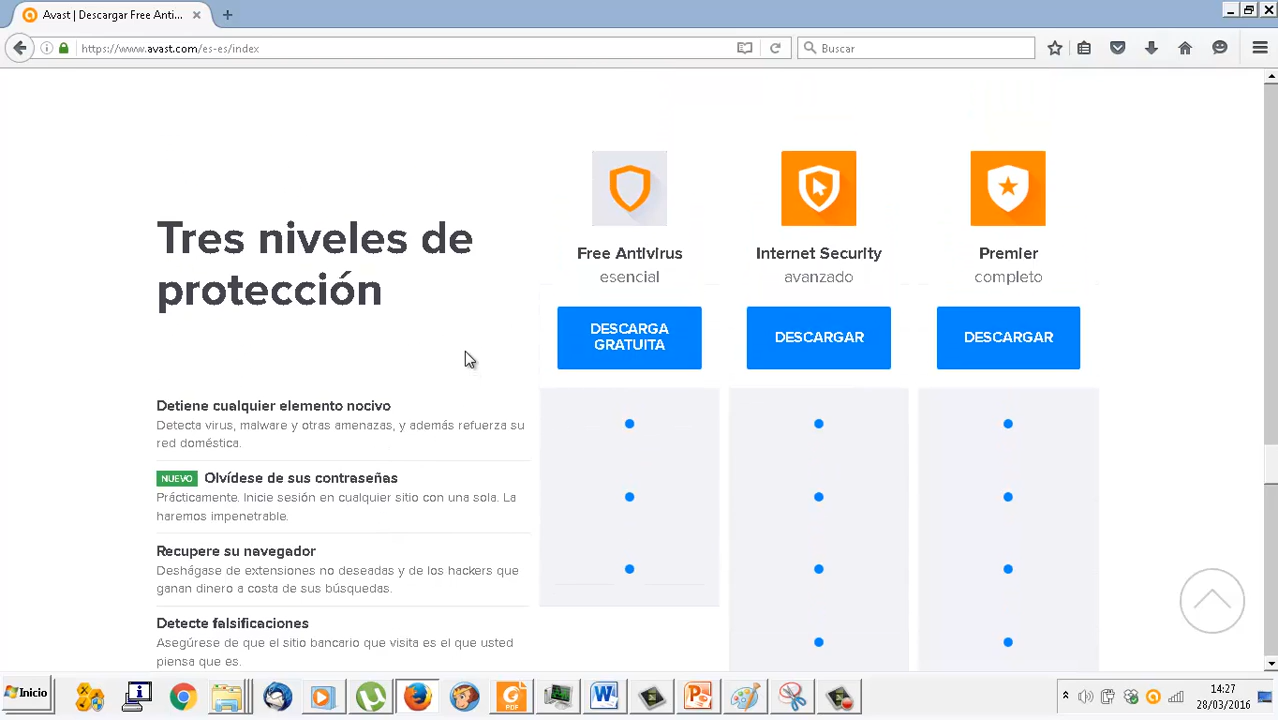 Avast | Descargar Free Anti...
https://www.avast.com/es-es/index
Buscar
Tres niveles de
protección
Free Antivirus
esencial
Internet Security
avanzado
Premier
completo
DESCARGA
GRATUITA
DESCARGAR
DESCARGAR
Detiene cualquier elemento nocivo
Detecta virus, malware y otras amenazas, y además refuerza su
red doméstica.
NUEVO Olvídese de sus contraseñas
Prácticamente. Inicie sesión en cualquier sitio con una sola. La
haremos impenetrable.
Recupere su navegador
Deshágase de extensiones no deseadas y de los hackers que
ganan dinero a costa de sus búsquedas.
Detecte falsificaciones
Asegúrese de que el sitio bancario que visita es el que usted
piensa que es.
Inicio
PDF
14:27
28/03/2016